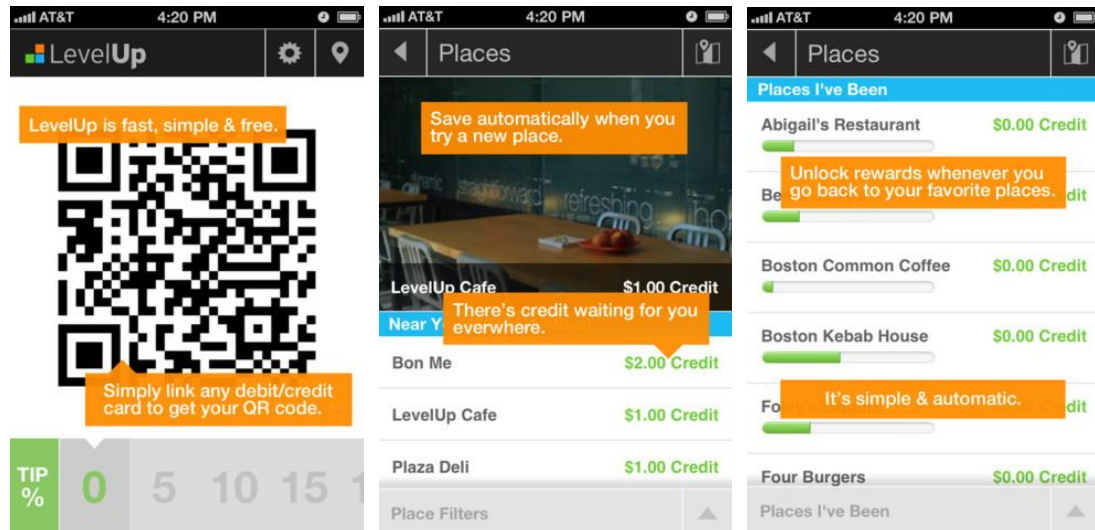 AT&T 4:20 PM
LevelUp
LevelUp is fast, simple & free.
Simply link any debit/credit
card to get your QR code.
TIP
%
0 5 10 15 1
AT&T 4:20 PM
Places
Save automatically when you
try a new place.
dynamic straightforward refreshing
LevelUp Cafe $1.00 Credit
There's credit waiting for you
everwhere.
Near
Bon Me $2.00 Credit
LevelUp Cafe $1.00 Credit
Plaza Deli $1.00 Credit
Place Filters
AT&T 4:20 PM
Places
Places I've Been
Abigail's Restaurant $0.00 Credit
Unlock rewards whenever you
go back to your favorite places.
Boston Common Coffee $0.00 Credit
Boston Kebab House $0.00 Credit
It's simple & automatic.
Four Burgers $0.00 Credit
Places I've Been